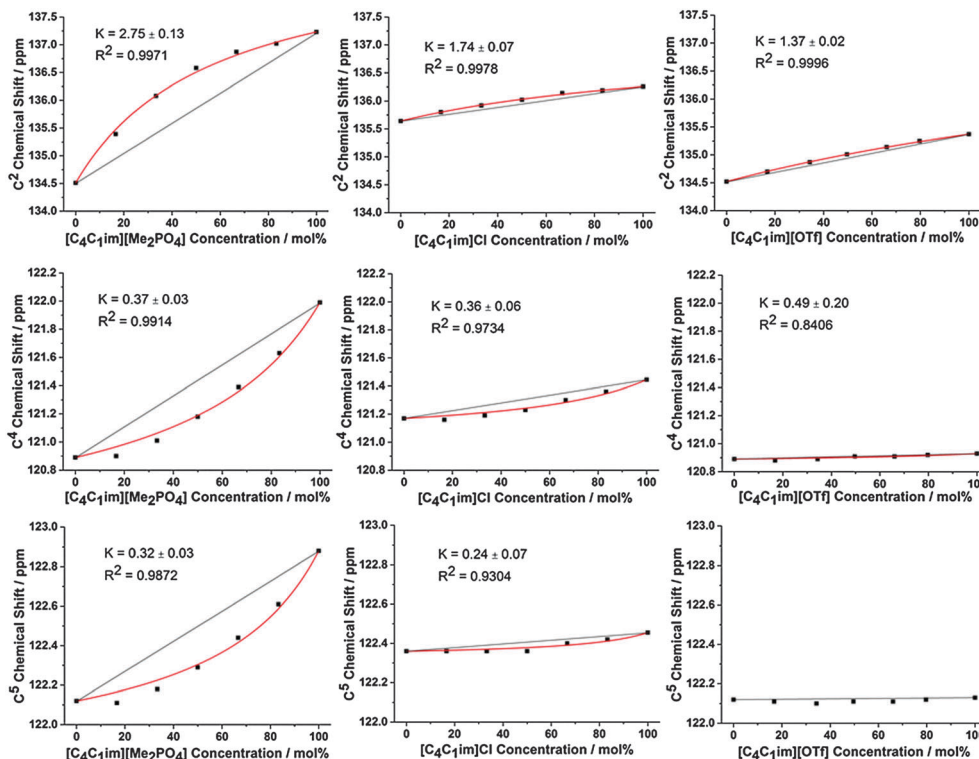 137.5
137.0
136.5
136.0
135.5
135.0
134.5
134.0
C² Chemical Shift / ppm
K = 2.75 ± 0.13
R² = 0.9971
0 20 40 60 80 100
[C₄C₁im][Me₂PO₄] Concentration / mol%
137.5
137.0
136.5
136.0
135.5
135.0
134.5
134.0
C² Chemical Shift / ppm
K = 1.74 ± 0.07
R² = 0.9978
0 20 40 60 80 100
[C₄C₁im]Cl Concentration / mol%
137.5
137.0
136.5
136.0
135.5
135.0
134.5
134.0
C² Chemical Shift / ppm
K = 1.37 ± 0.02
R² = 0.9996
0 20 40 60 80 100
[C₄C₁im][OTf] Concentration / mol%
122.2
122.0
121.8
121.6
121.4
121.2
121.0
120.8
C⁴ Chemical Shift / ppm
K = 0.37 ± 0.03
R² = 0.9914
0 20 40 60 80 100
[C₄C₁im][Me₂PO₄] Concentration / mol%
122.2
122.0
121.8
121.6
121.4
121.2
121.0
120.8
C⁴ Chemical Shift / ppm
K = 0.36 ± 0.06
R² = 0.9734
0 20 40 60 80 100
[C₄C₁im]Cl Concentration / mol%
122.2
122.0
121.8
121.6
121.4
121.2
121.0
120.8
C⁴ Chemical Shift / ppm
K = 0.49 ± 0.20
R² = 0.8406
0 20 40 60 80 100
[C₄C₁im][OTf] Concentration / mol%
123.0
122.8
122.6
122.4
122.2
122.0
C⁵ Chemical Shift / ppm
K = 0.32 ± 0.03
R² = 0.9872
0 20 40 60 80 100
[C₄C₁im][Me₂PO₄] Concentration / mol%
123.0
122.8
122.6
122.4
122.2
122.0
C⁵ Chemical Shift / ppm
K = 0.24 ± 0.07
R² = 0.9304
0 20 40 60 80 100
[C₄C₁im]Cl Concentration / mol%
123.0
122.8
122.6
122.4
122.2
122.0
C⁵ Chemical Shift / ppm
0 20 40 60 80 100
[C₄C₁im][OTf] Concentration / mol%